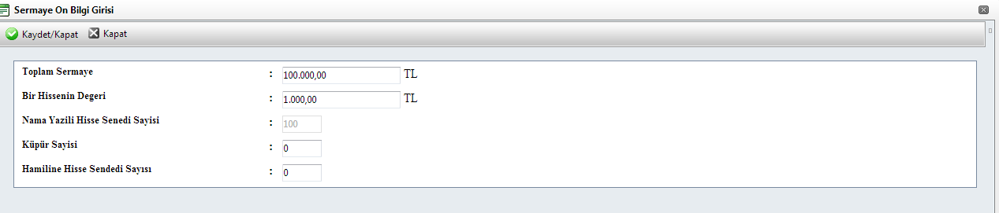 Sermaye On Bilgi Girisi
Kaydet/Kapat Kapat
Toplam Sermaye : 100.000,00 TL
Bir Hissenin Degeri : 1.000,00 TL
Nama Yazili Hisse Senedi Sayisi : 100
Küpür Sayisi : 0
Hamiline Hisse Sendedi Sayısı : 0